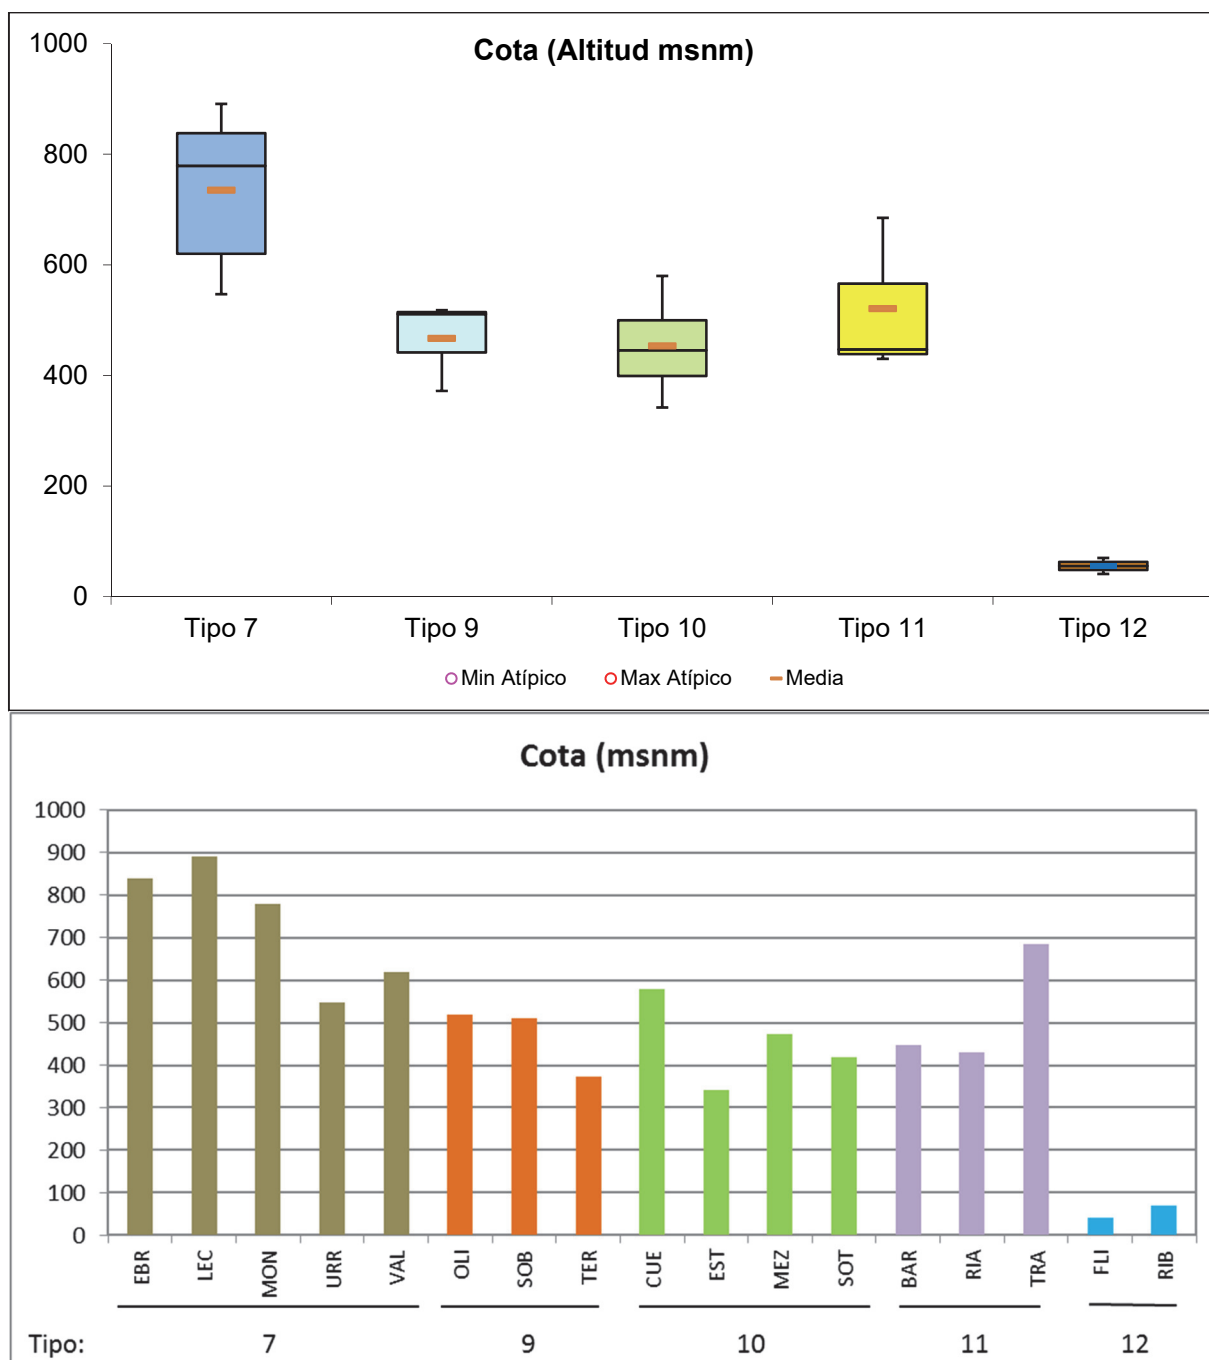 Cota (Altitud msnm)
1000
800
600
400
200
0
Tipo 7 Tipo 9 Tipo 10 Tipo 11 Tipo 12
Min Atípico Max Atípico Media
Cota (msnm)
1000
900
800
700
600
500
400
300
200
100
0
EBR LEC MON URR VAL OLI SOB TER CUE EST MEZ SOT BAR RIA TRA FLI RIB
Tipo: 7 9 10 11 12